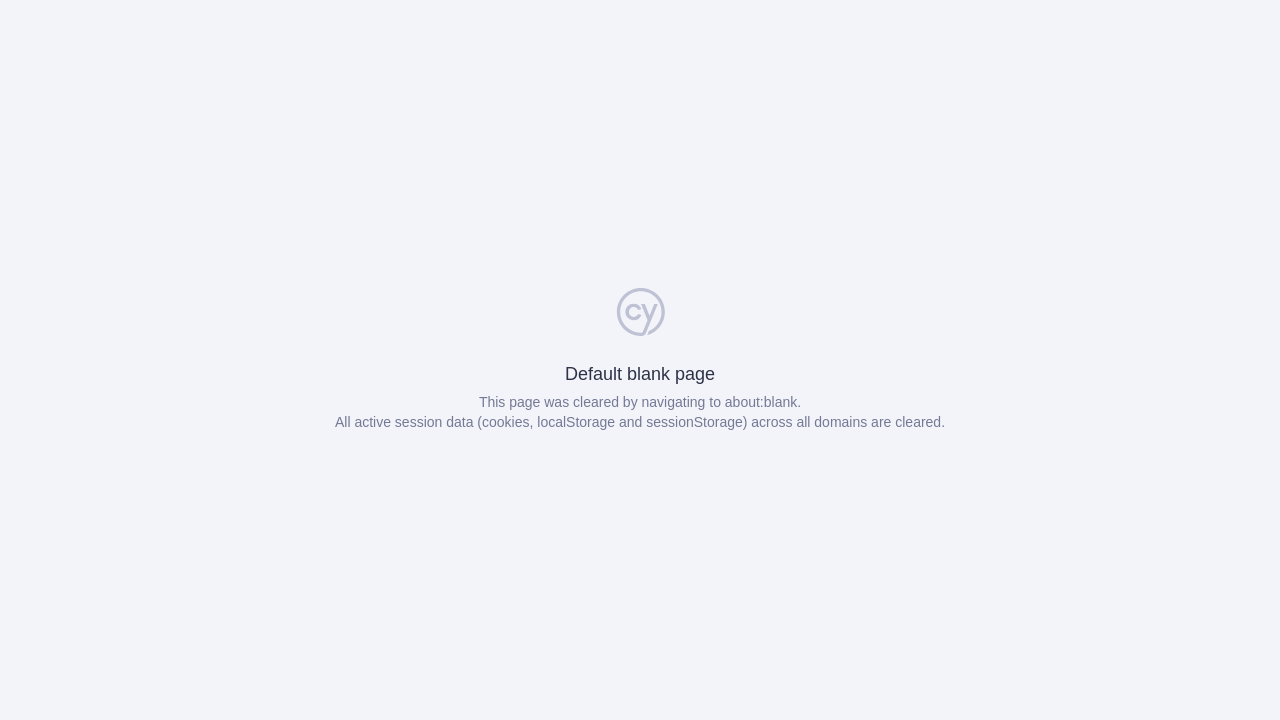 cy
Default blank page
This page was cleared by navigating to about:blank.
All active session data (cookies, localStorage and sessionStorage) across all domains are cleared.